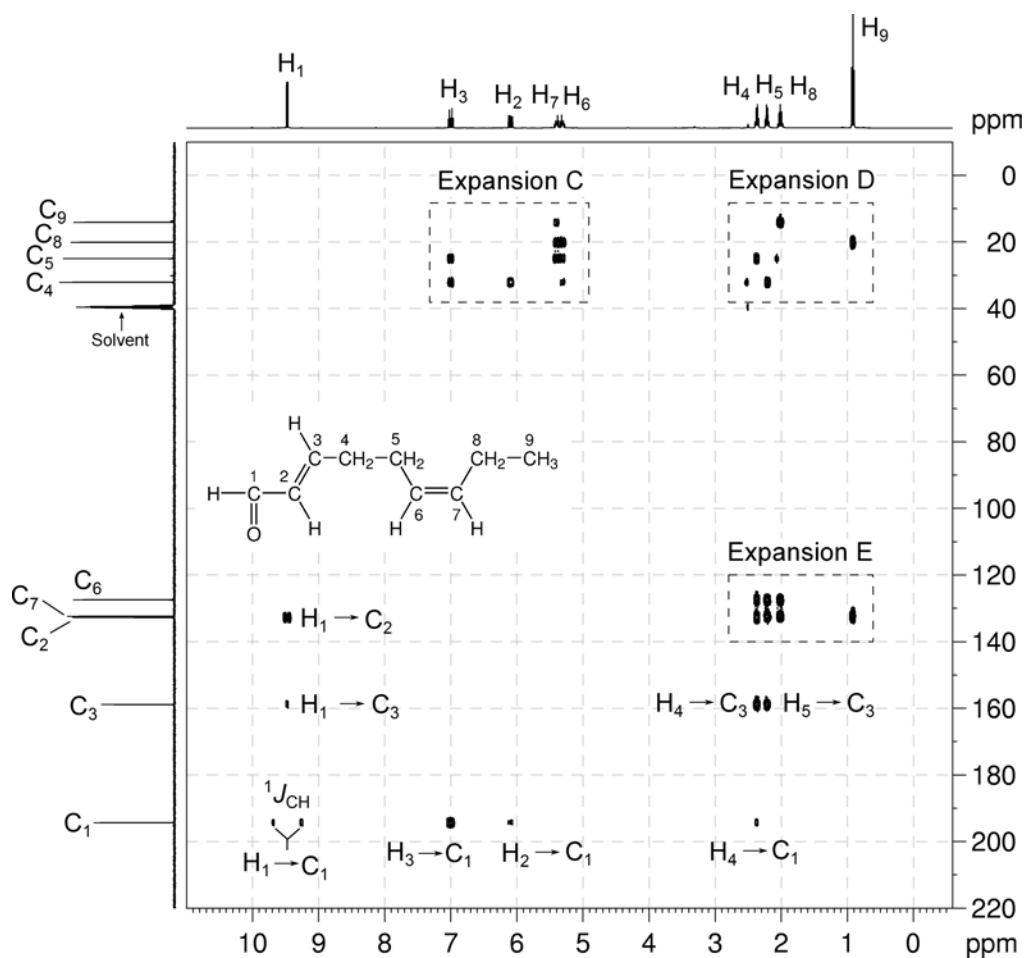 H₁
H₃
H₂
H₇ H₆
H₄ H₅ H₈
H₉
ppm
Expansion C
Expansion D
C₉
C₈
C₅
C₄
Solvent
0
20
40
60
80
100
120
140
160
180
200
220
H
3
4
5
8
9
CH₂
CH₂
CH₂
CH₃
C
H
1
C
2
C
O
H
C
6
C
7
H
H
Expansion E
C₆
C₇
C₂
H₁ → C₂
C₃
H₁ → C₃
H₄ → C₃
H₅ → C₃
¹J_CH
C₁
H₁ → C₁
H₃ → C₁
H₂ → C₁
H₄ → C₁
10 9 8 7 6 5 4 3 2 1 0 ppm